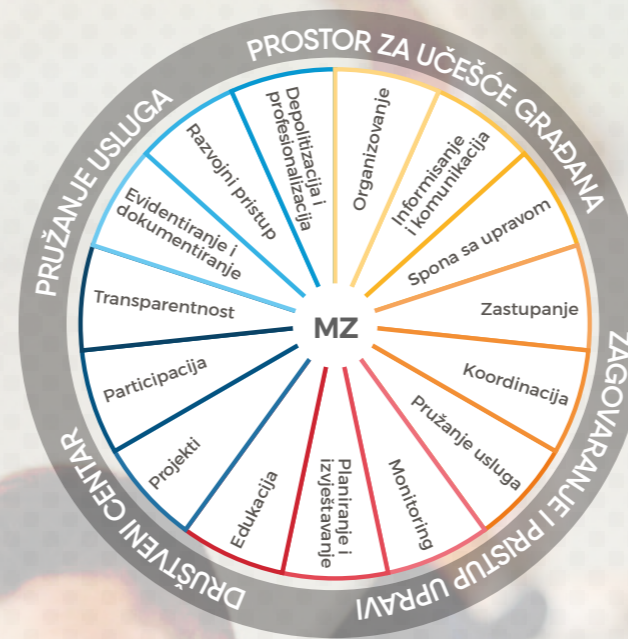 PROSTOR ZA UČEŠĆE GRAĐANA
ZAGOVARANJE I PRISTUP UPRAVI
DRUŠTVENI CENTAR
PRUŽANJE USLUGA
Organizovanje
Informisanje
i komunikacija
Spona sa upravom
Zastupanje
Koordinacija
Pružanje usluga
Monitoring
Planiranje i
izvještavanje
Edukacija
Projekti
Participacija
Transparentnost
Evidentiranje i
dokumentiranje
Razvojni pristup
Depolitizacija i
profesionalizacija
MZ